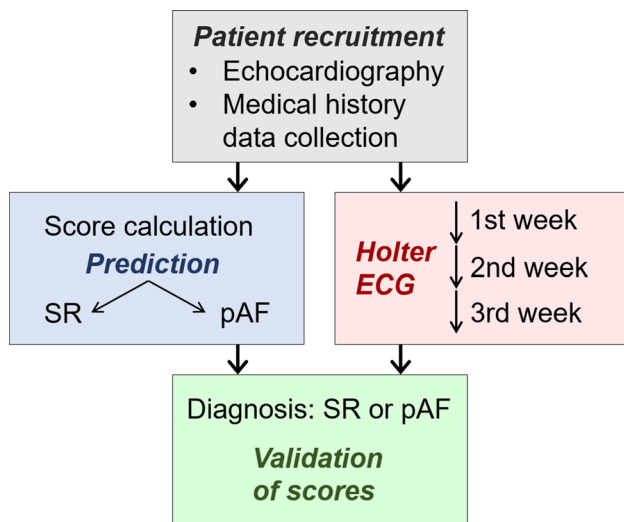 Patient recruitment
• Echocardiography
• Medical history
data collection
Score calculation
Prediction
SR
pAF
Holter
ECG
1st week
2nd week
3rd week
Diagnosis: SR or pAF
Validation
of scores